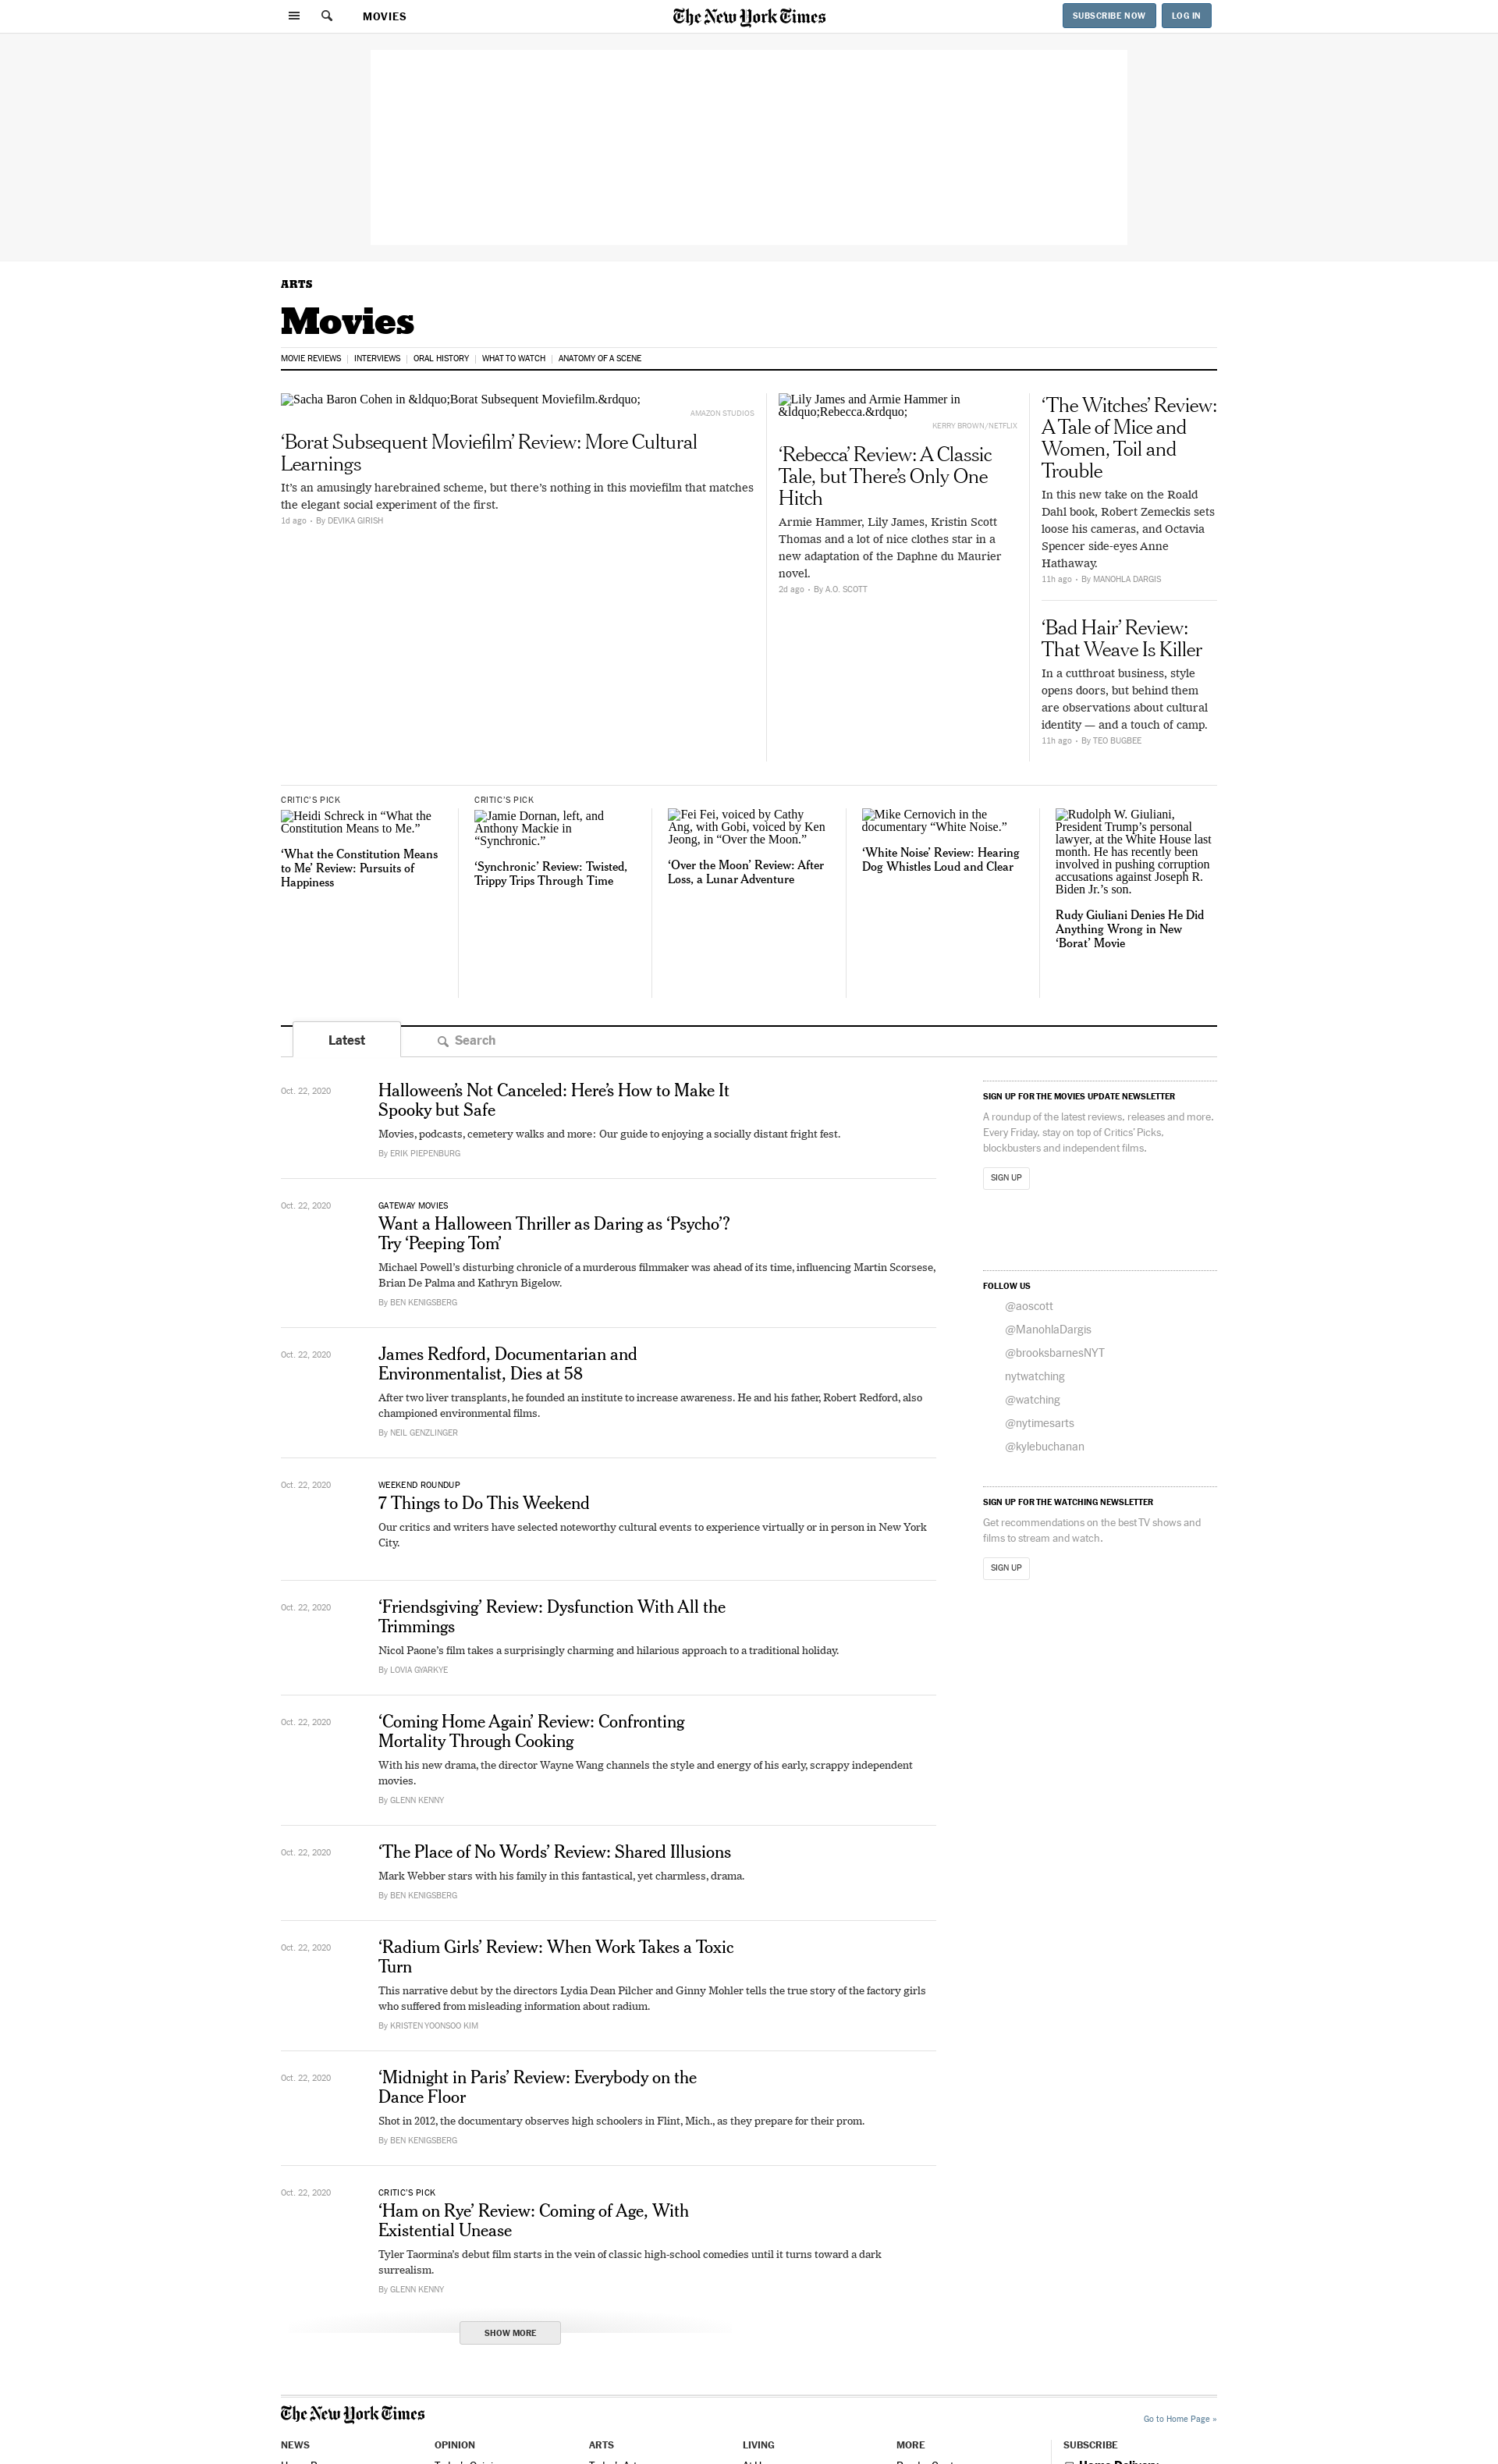 MOVIES
The New York Times
SUBSCRIBE NOW
LOG IN
ARTS
Movies
MOVIE REVIEWS
INTERVIEWS
ORAL HISTORY
WHAT TO WATCH
ANATOMY OF A SCENE
Sacha Baron Cohen in &ldquo;Borat Subsequent Moviefilm.&rdquo;
AMAZON STUDIOS
‘Borat Subsequent Moviefilm’ Review: More Cultural
Learnings
It’s an amusingly harebrained scheme, but there’s nothing in this moviefilm that matches
the elegant social experiment of the first.
1d ago • By DEVIKA GIRISH
Lily James and Armie Hammer in
&ldquo;Rebecca.&rdquo;
KERRY BROWN/NETFLIX
‘Rebecca’ Review: A Classic
Tale, but There’s Only One
Hitch
Armie Hammer, Lily James, Kristin Scott
Thomas and a lot of nice clothes star in a
new adaptation of the Daphne du Maurier
novel.
2d ago • By A.O. SCOTT
‘The Witches’ Review:
A Tale of Mice and
Women, Toil and
Trouble
In this new take on the Roald
Dahl book, Robert Zemeckis sets
loose his cameras, and Octavia
Spencer side-eyes Anne
Hathaway.
11h ago • By MANOHLA DARGIS
‘Bad Hair’ Review:
That Weave Is Killer
In a cutthroat business, style
opens doors, but behind them
are observations about cultural
identity — and a touch of camp.
11h ago • By TEO BUGBEE
CRITIC’S PICK
Heidi Schreck in “What the
Constitution Means to Me.”
‘What the Constitution Means
to Me’ Review: Pursuits of
Happiness
CRITIC’S PICK
Jamie Dornan, left, and
Anthony Mackie in
“Synchronic.”
‘Synchronic’ Review: Twisted,
Trippy Trips Through Time
Fei Fei, voiced by Cathy
Ang, with Gobi, voiced by Ken
Jeong, in “Over the Moon.”
‘Over the Moon’ Review: After
Loss, a Lunar Adventure
Mike Cernovich in the
documentary “White Noise.”
‘White Noise’ Review: Hearing
Dog Whistles Loud and Clear
Rudolph W. Giuliani,
President Trump’s personal
lawyer, at the White House last
month. He has recently been
involved in pushing corruption
accusations against Joseph R.
Biden Jr.’s son.
Rudy Giuliani Denies He Did
Anything Wrong in New
‘Borat’ Movie
Latest
Search
Oct. 22, 2020
Halloween’s Not Canceled: Here’s How to Make It
Spooky but Safe
Movies, podcasts, cemetery walks and more: Our guide to enjoying a socially distant fright fest.
By ERIK PIEPENBURG
Oct. 22, 2020
GATEWAY MOVIES
Want a Halloween Thriller as Daring as ‘Psycho’?
Try ‘Peeping Tom’
Michael Powell’s disturbing chronicle of a murderous filmmaker was ahead of its time, influencing Martin Scorsese,
Brian De Palma and Kathryn Bigelow.
By BEN KENIGSBERG
Oct. 22, 2020
James Redford, Documentarian and
Environmentalist, Dies at 58
After two liver transplants, he founded an institute to increase awareness. He and his father, Robert Redford, also
championed environmental films.
By NEIL GENZLINGER
Oct. 22, 2020
WEEKEND ROUNDUP
7 Things to Do This Weekend
Our critics and writers have selected noteworthy cultural events to experience virtually or in person in New York
City.
Oct. 22, 2020
‘Friendsgiving’ Review: Dysfunction With All the
Trimmings
Nicol Paone’s film takes a surprisingly charming and hilarious approach to a traditional holiday.
By LOVIA GYARKYE
Oct. 22, 2020
‘Coming Home Again’ Review: Confronting
Mortality Through Cooking
With his new drama, the director Wayne Wang channels the style and energy of his early, scrappy independent
movies.
By GLENN KENNY
Oct. 22, 2020
‘The Place of No Words’ Review: Shared Illusions
Mark Webber stars with his family in this fantastical, yet charmless, drama.
By BEN KENIGSBERG
Oct. 22, 2020
‘Radium Girls’ Review: When Work Takes a Toxic
Turn
This narrative debut by the directors Lydia Dean Pilcher and Ginny Mohler tells the true story of the factory girls
who suffered from misleading information about radium.
By KRISTEN YOONSOO KIM
Oct. 22, 2020
‘Midnight in Paris’ Review: Everybody on the
Dance Floor
Shot in 2012, the documentary observes high schoolers in Flint, Mich., as they prepare for their prom.
By BEN KENIGSBERG
Oct. 22, 2020
CRITIC’S PICK
‘Ham on Rye’ Review: Coming of Age, With
Existential Unease
Tyler Taormina’s debut film starts in the vein of classic high-school comedies until it turns toward a dark
surrealism.
By GLENN KENNY
SHOW MORE
SIGN UP FOR THE MOVIES UPDATE NEWSLETTER
A roundup of the latest reviews, releases and more.
Every Friday, stay on top of Critics’ Picks,
blockbusters and independent films.
SIGN UP
FOLLOW US
@aoscott
@ManohlaDargis
@brooksbarnesNYT
nytwatching
@watching
@nytimesarts
@kylebuchanan
SIGN UP FOR THE WATCHING NEWSLETTER
Get recommendations on the best TV shows and
films to stream and watch.
SIGN UP
The New York Times
Go to Home Page »
NEWS
OPINION
ARTS
LIVING
MORE
SUBSCRIBE